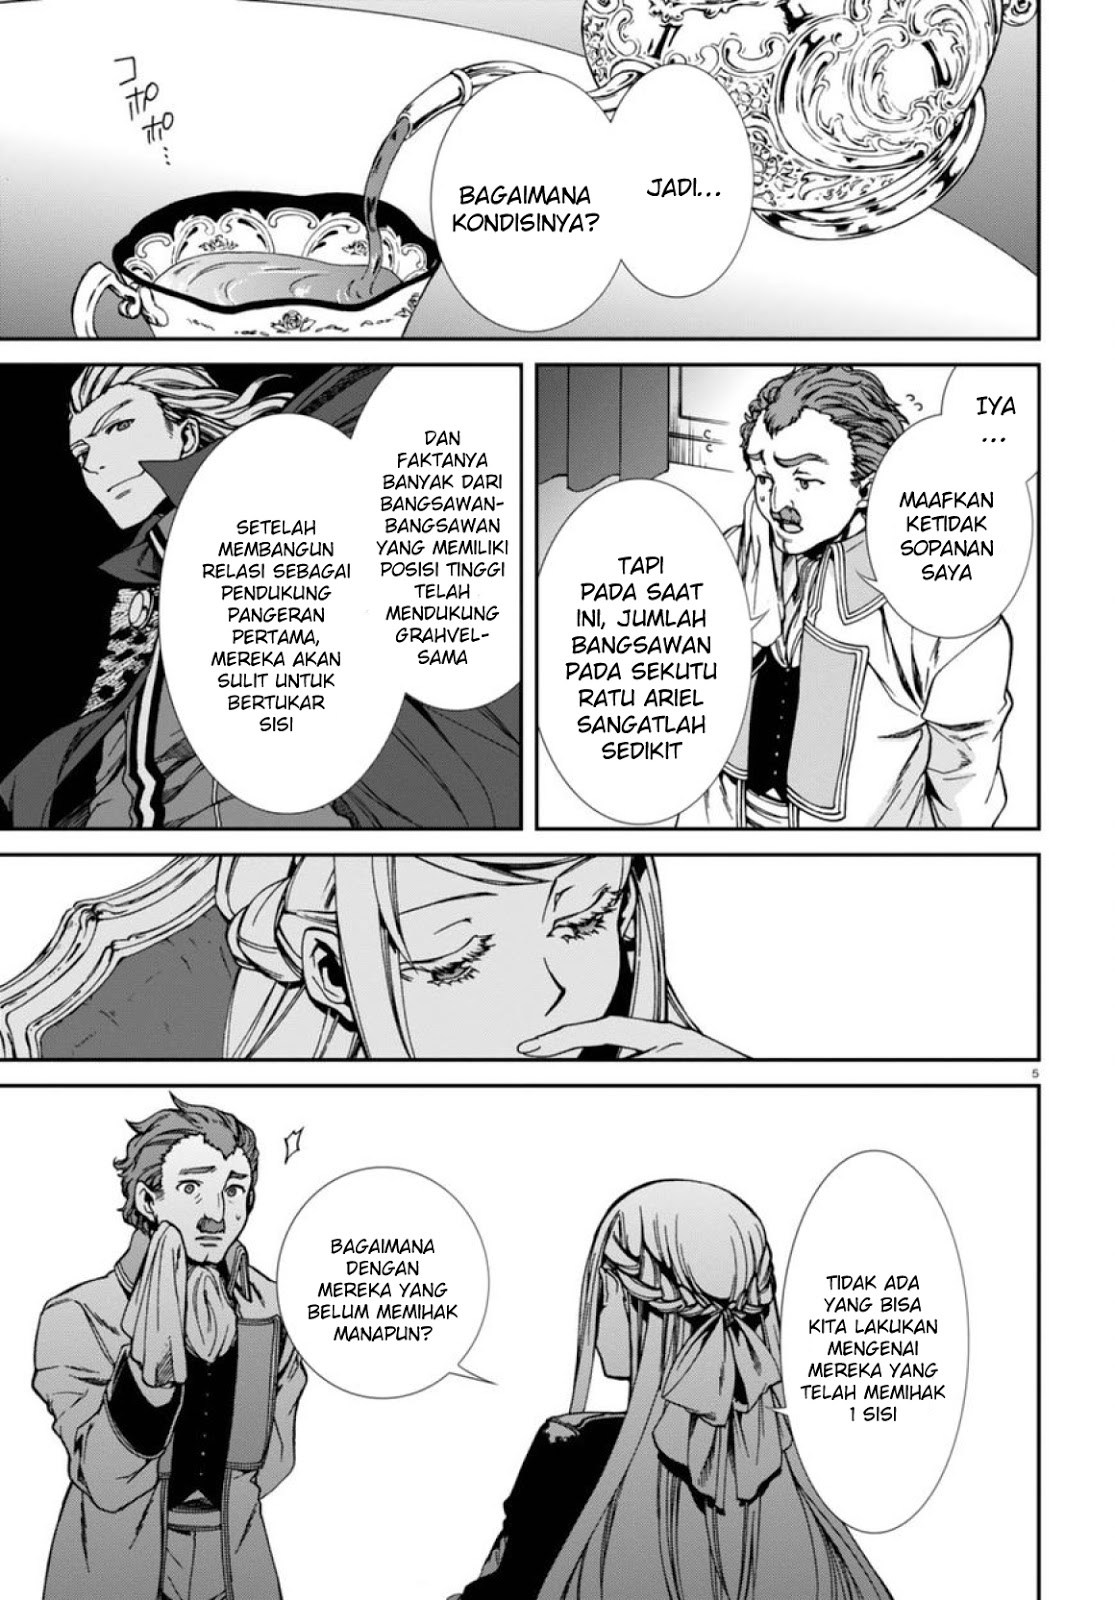 コポポ…
JADI...
BAGAIMANA
KONDISINYA?
IYA
...
MAAFKAN
KETIDAK
SOPANAN
SAYA
TAPI
PADA SAAT
INI, JUMLAH
BANGSAWAN
PADA SEKUTU
RATU ARIEL
SANGATLAH
SEDIKIT
DAN
FAKTANYA
BANYAK DARI
BANGSAWAN-
BANGSAWAN
YANG MEMILIKI
POSISI TINGGI
TELAH
MENDUKUNG
GRAHVEL-
SAMA
SETELAH
MEMBANGUN
RELASI SEBAGAI
PENDUKUNG
PANGERAN
PERTAMA,
MEREKA AKAN
SULIT UNTUK
BERTUKAR
SISI
5
TIDAK ADA
YANG BISA
KITA LAKUKAN
MENGENAI
MEREKA YANG
TELAH MEMIHAK
1 SISI
BAGAIMANA
DENGAN
MEREKA YANG
BELUM MEMIHAK
MANAPUN?